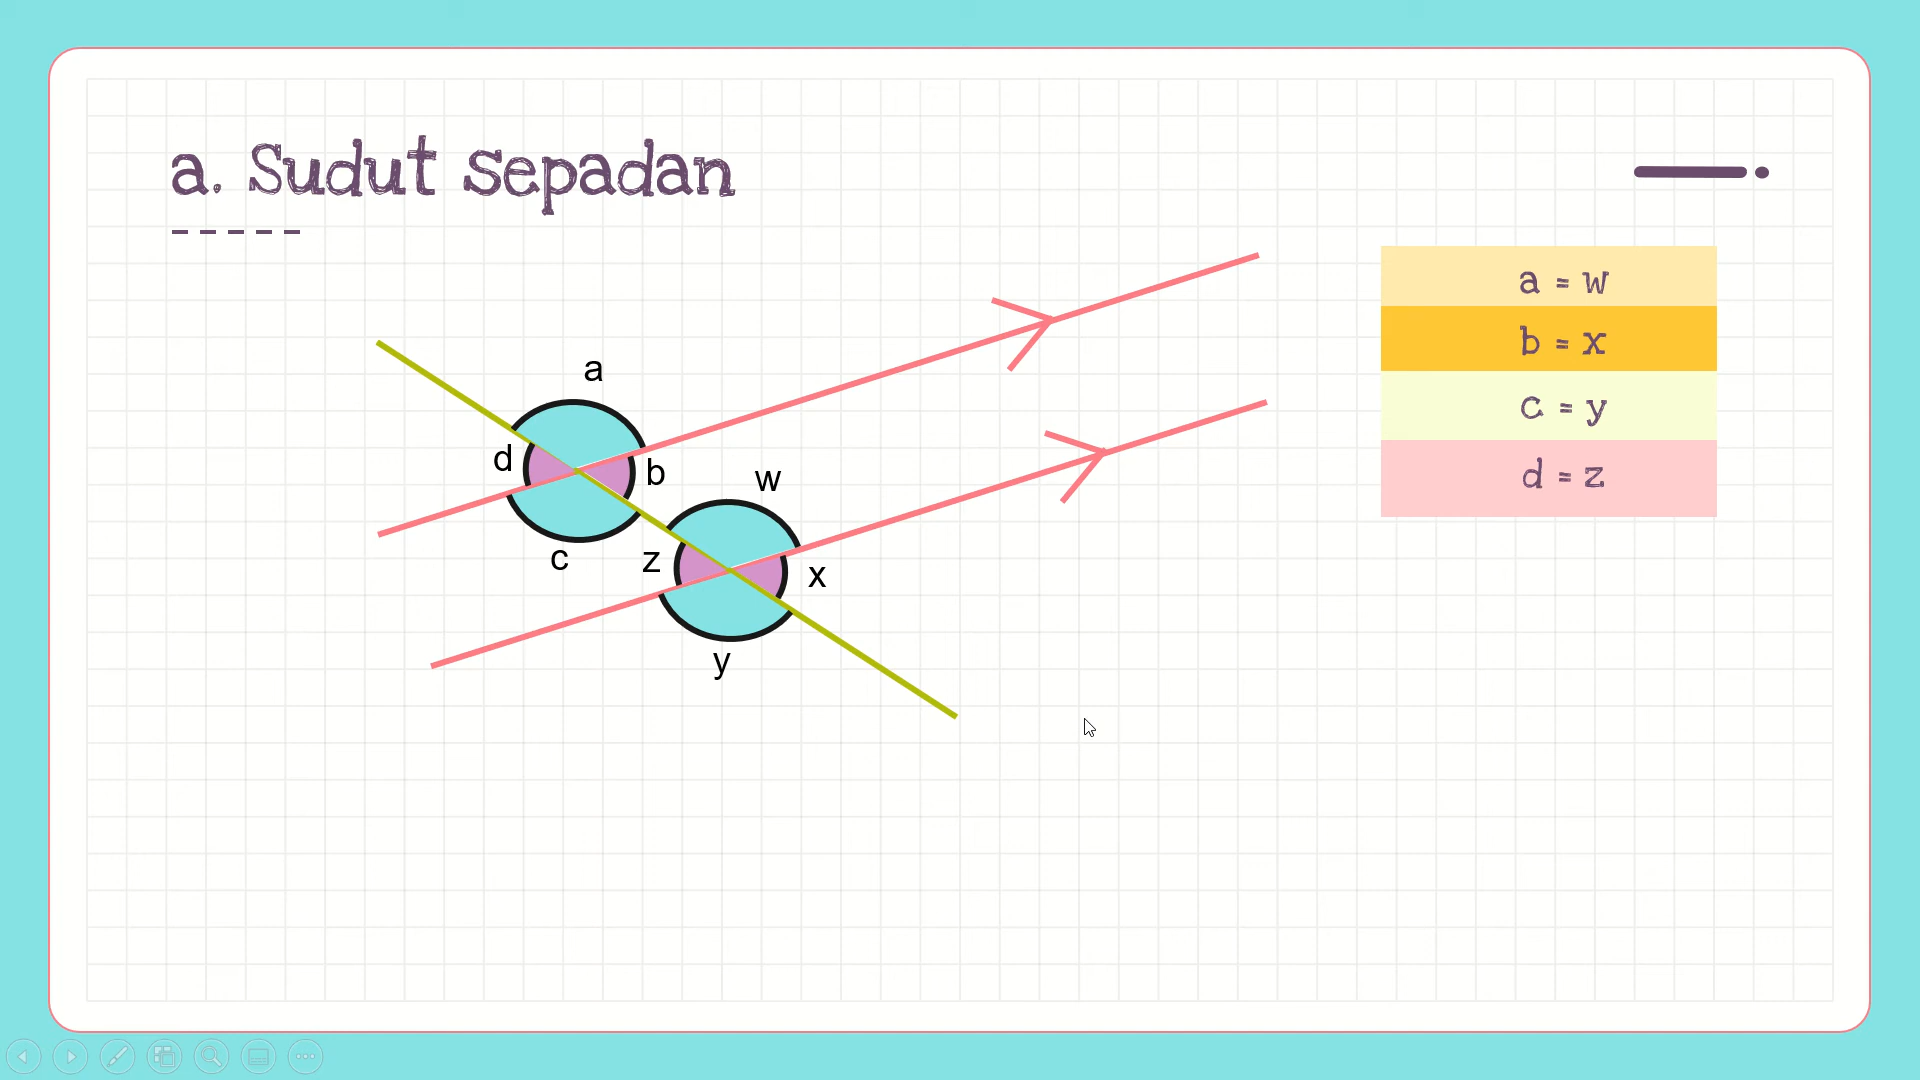 a. Sudut Sepadan
a = w
b = x
c = y
d = z
a
d
b
w
c
z
x
y